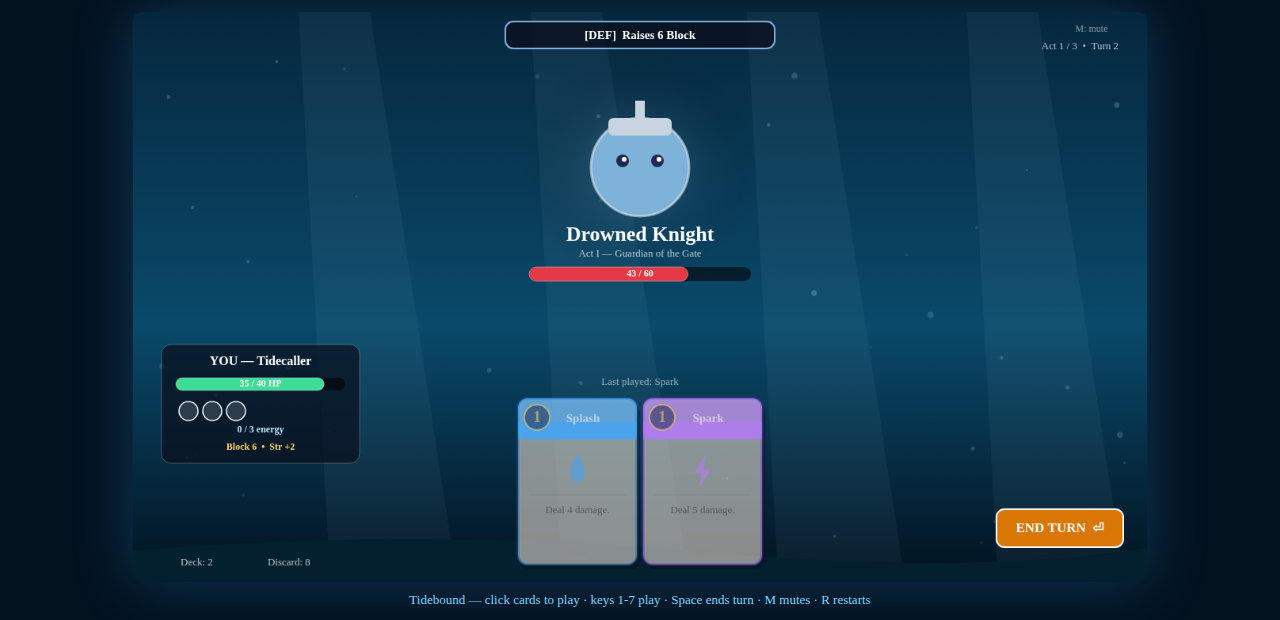 [DEF] Raises 6 Block
M: mute
Act 1 / 3 • Turn 2
Drowned Knight
Act I — Guardian of the Gate
43 / 60
YOU — Tidecaller
35 / 40 HP
0 / 3 energy
Block 6 • Str +2
Last played: Spark
1 Splash
Deal 4 damage.
1 Spark
Deal 5 damage.
END TURN ⏎
Deck: 2
Discard: 8
Tidebound — click cards to play · keys 1-7 play · Space ends turn · M mutes · R restarts